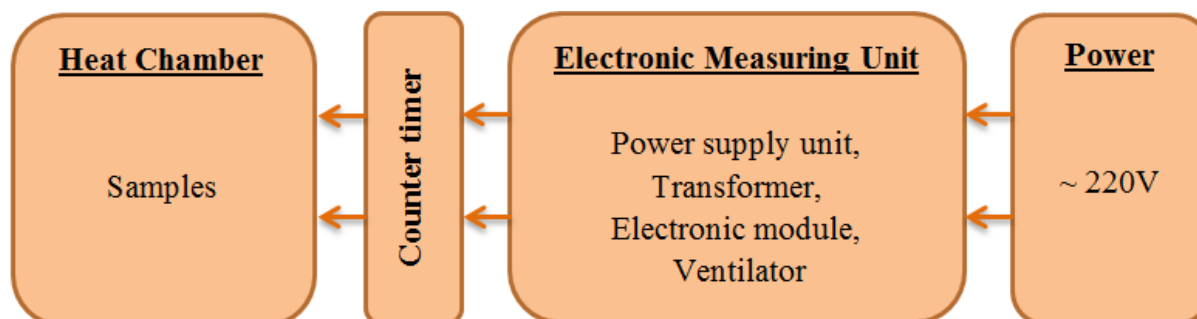 Heat Chamber
Samples
Counter timer
Electronic Measuring Unit
Power supply unit,
Transformer,
Electronic module,
Ventilator
Power
~ 220V